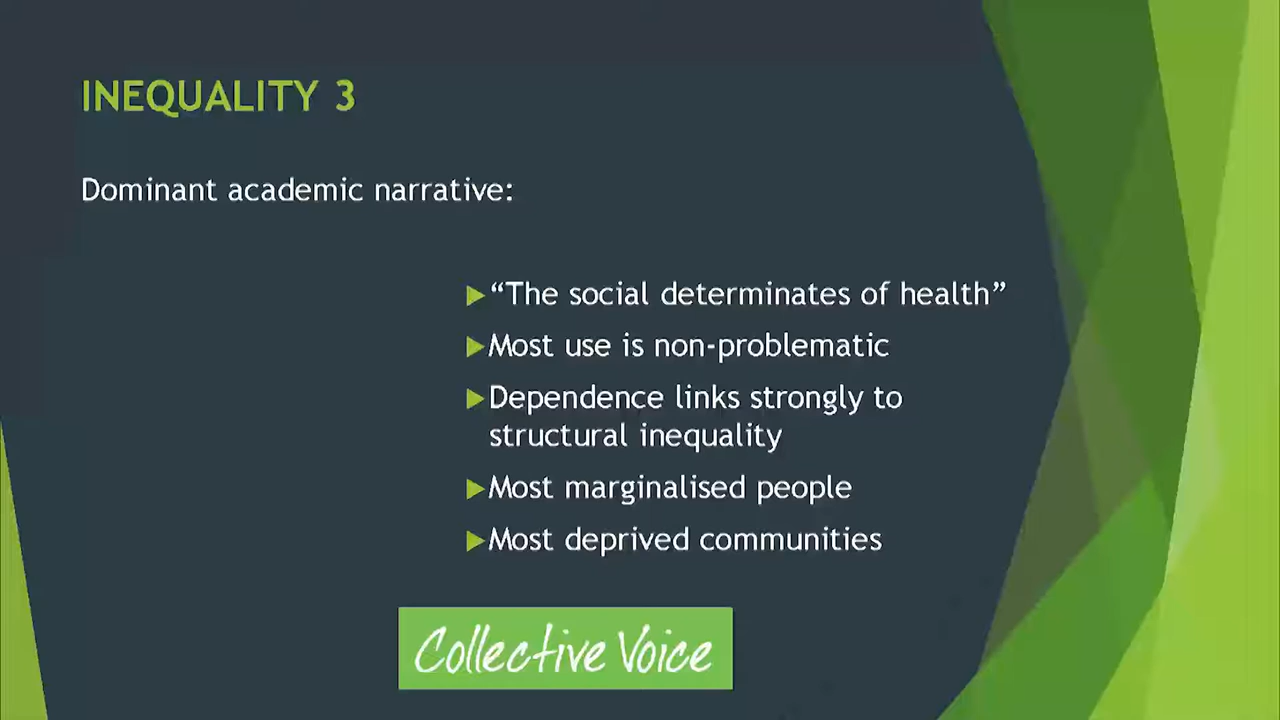 INEQUALITY 3
Dominant academic narrative:
“The social determinates of health”
Most use is non-problematic
Dependence links strongly to
structural inequality
Most marginalised people
Most deprived communities
Collective Voice